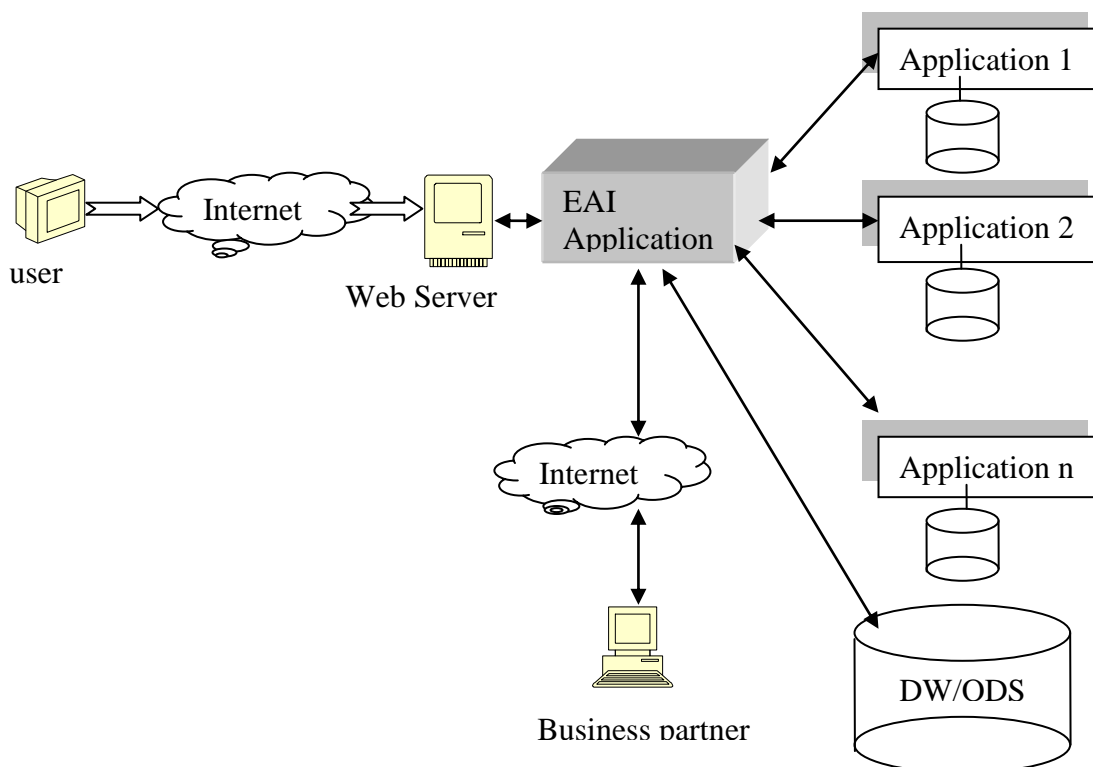 Application 1
Internet
EAI
Application
Application 2
user
Web Server
Internet
Application n
DW/ODS
Business partner